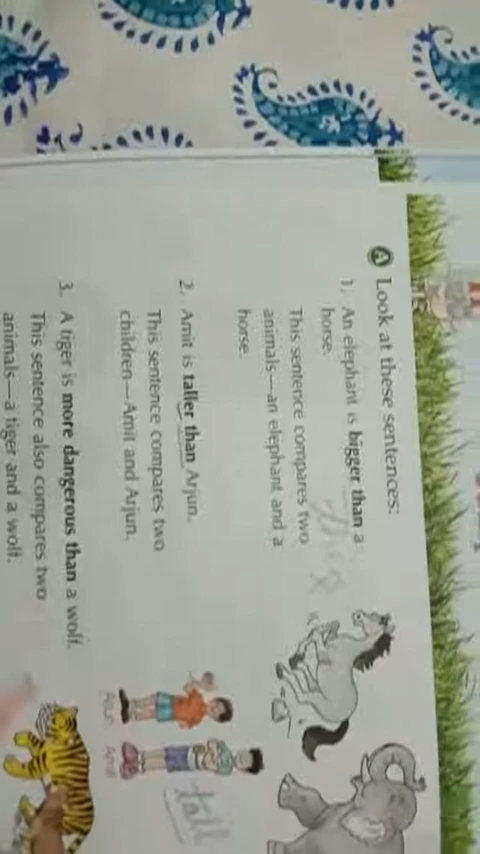 A Look at these sentences:
1. An elephant is bigger than a
horse.
This sentence compares two
animals—an elephant and a
horse.
2. Amit is taller than Arjun.
This sentence compares two
children—Amit and Arjun.
3. A tiger is more dangerous than a wolf.
This sentence also compares two
animals—a tiger and a wolf.
Arjun Amit
tall